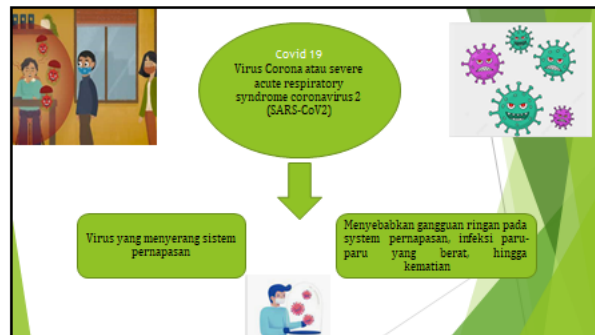 Covid 19
Virus Corona atau severe
acute respiratory
syndrome coronavirus 2
(SARS-CoV2)
Virus yang menyerang sistem
pernapasan
Menyebabkan gangguan ringan pada
system pernapasan, infeksi paru-
paru yang berat, hingga
kematian